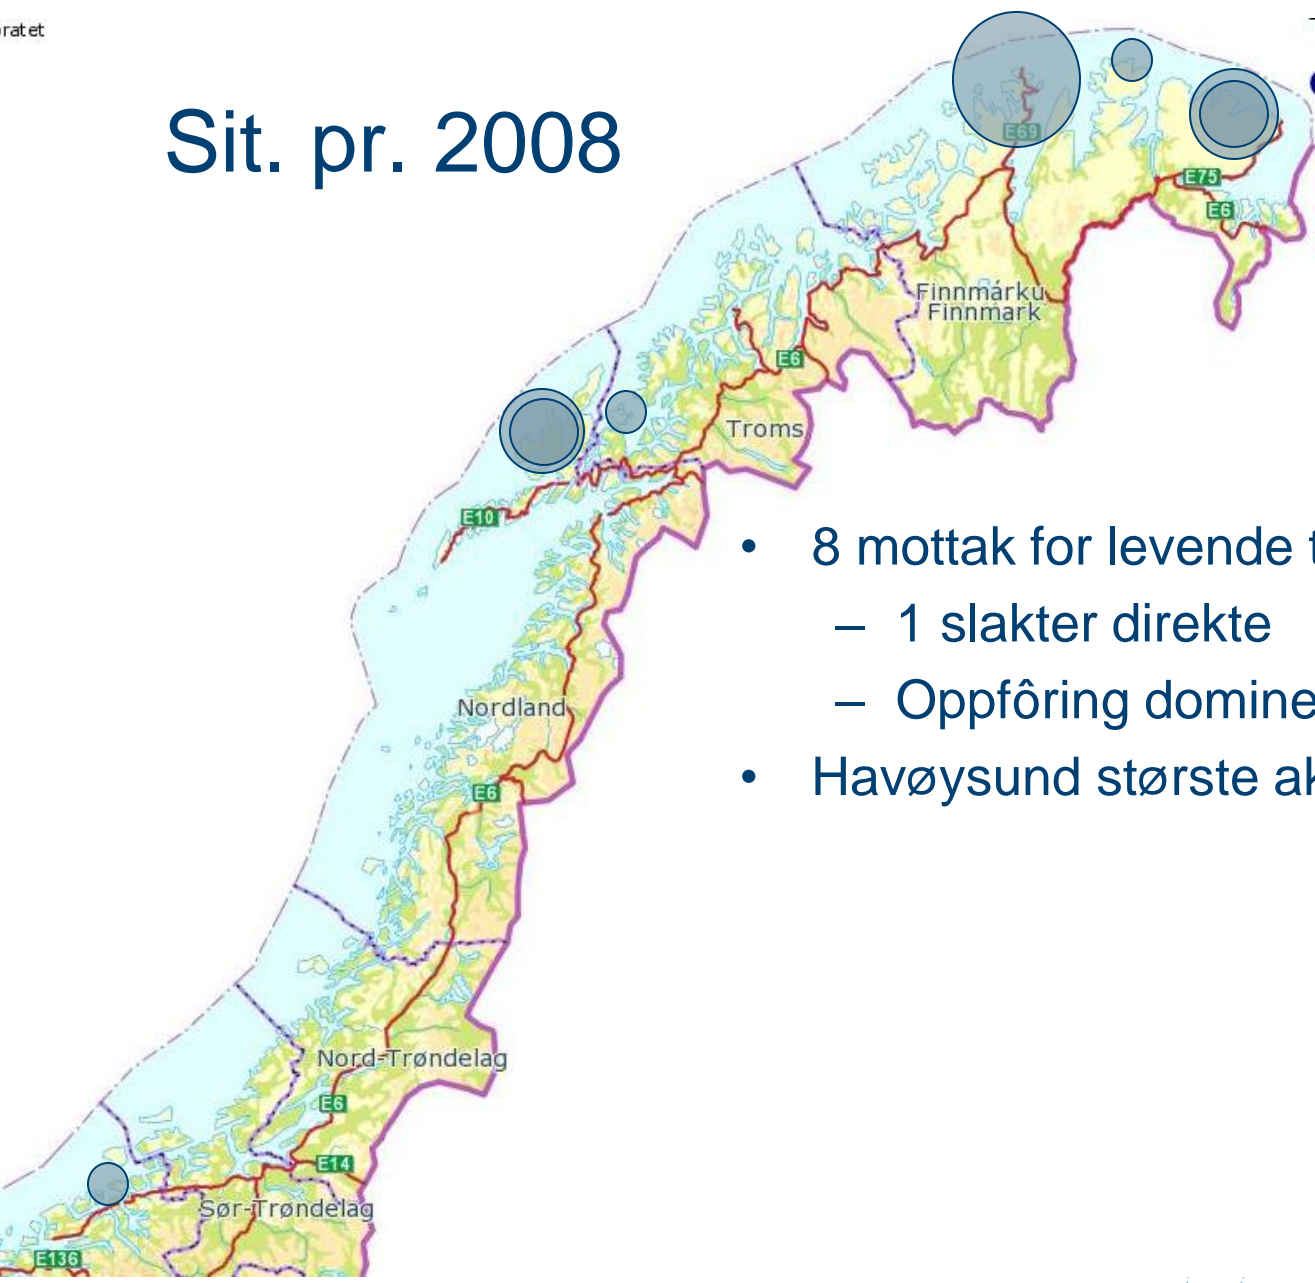 ratet
Sit. pr. 2008
E69
E75
E6
Finnmárku
Finnmark
E6
Troms
E10
• 8 mottak for levende
– 1 slakter direkte
– Oppfôring domine
Nordland
• Havøysund største ak
E6
Nord-Trøndelag
E6
E14
Sør-Trøndelag
E136